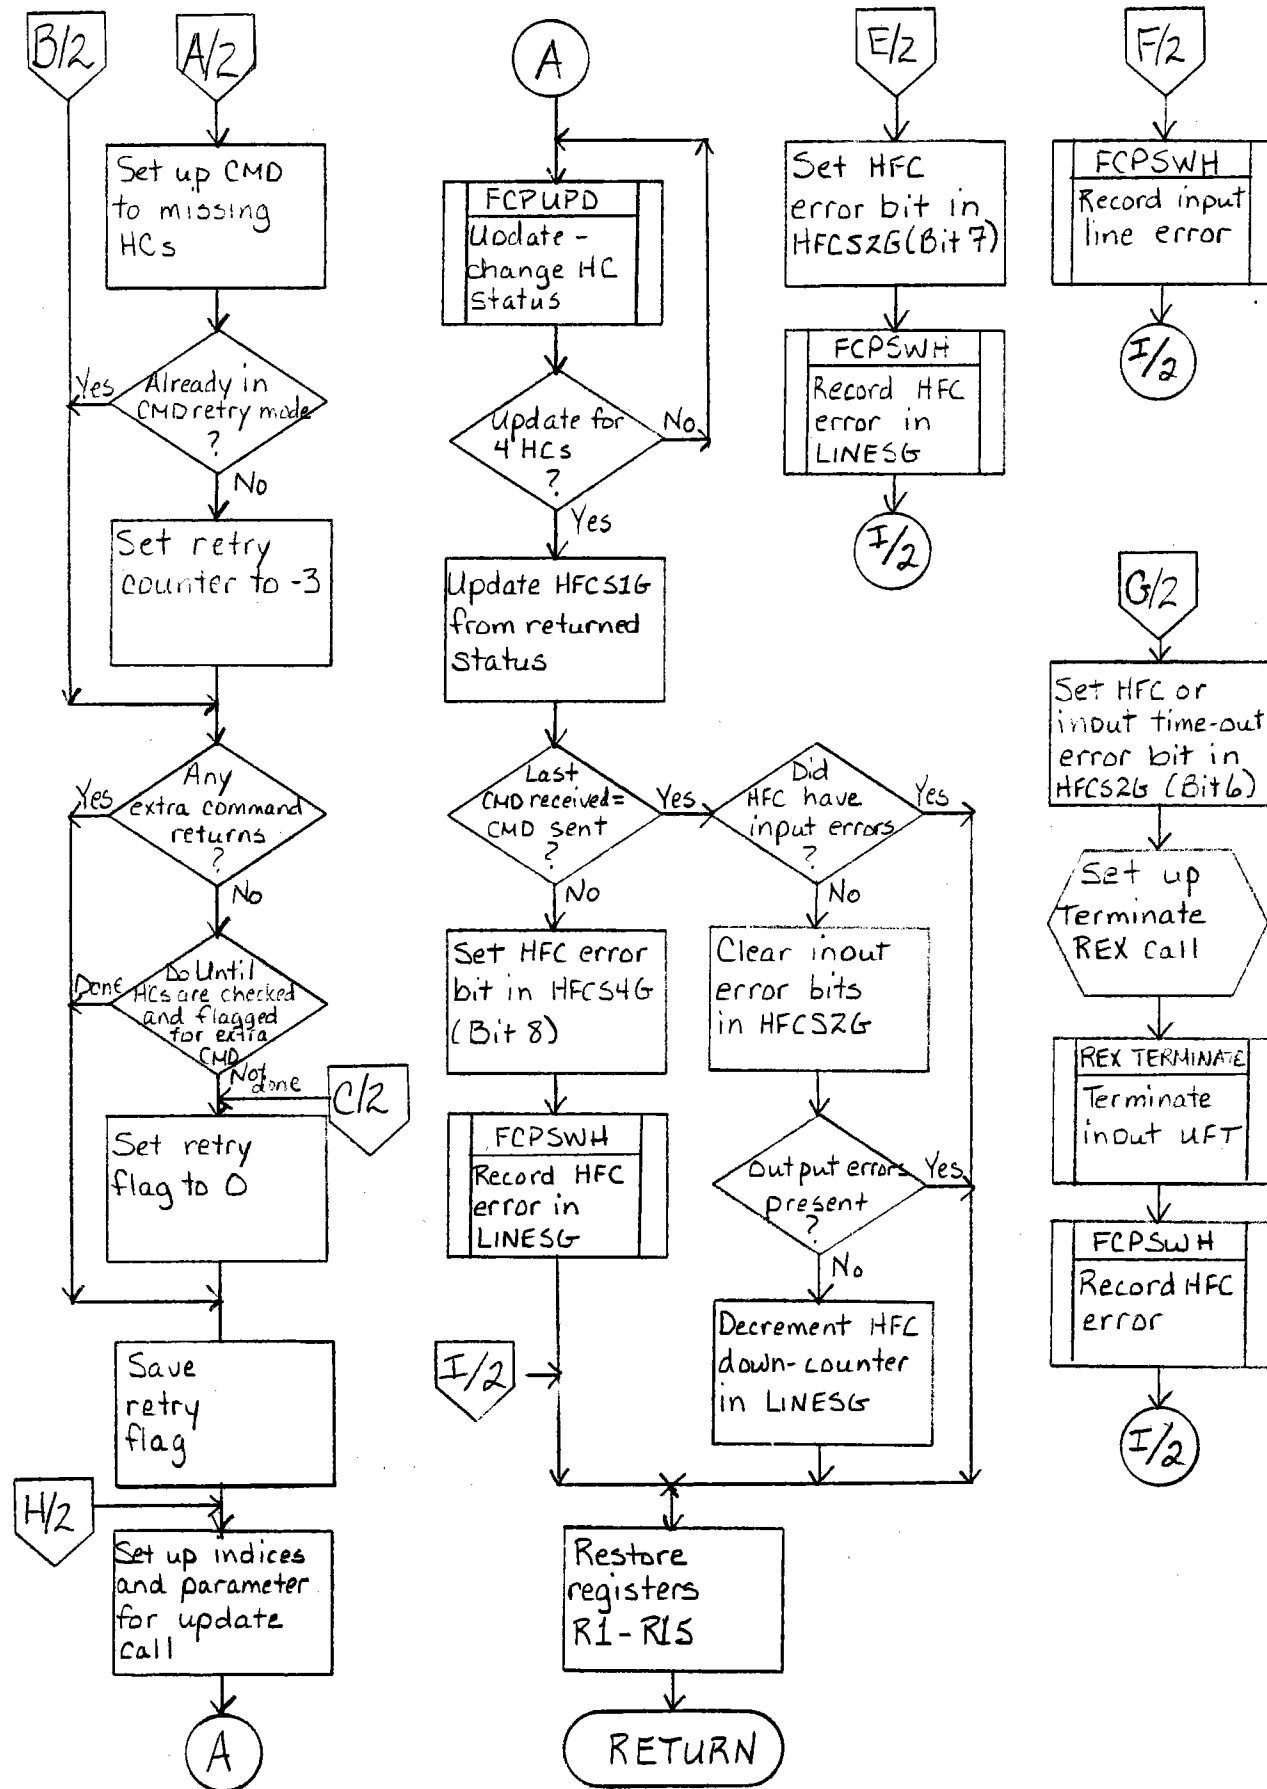 B/2
A/2
Set up CMD
to missing
HCs
Already in
CMD retry mode
?
Yes
No
Set retry
counter to -3
Any
extra command
returns
?
Yes
No
Do Until
HCs are checked
and flagged
for extra
CMD
Done
Not
done
C/2
Set retry
flag to 0
Save
retry
flag
H/2
Set up indices
and parameter
for update
call
A
A
FCPUPD
Update -
change HC
status
Update for
4 HCs
?
No
Yes
Update HFCS1G
from returned
status
Last
CMD received=
CMD sent
?
Yes
No
Set HFC error
bit in HFCS4G
(Bit 8)
FCPSWH
Record HFC
error in
LINESG
I/2
Did
HFC have
input errors
?
Yes
No
Clear inout
error bits
in HFCS2G
Output errors
present
?
Yes
No
Decrement HFC
down-counter
in LINESG
Restore
registers
R1-R15
RETURN
E/2
Set HFC
error bit in
HFCS2G (Bit 7)
FCPSWH
Record HFC
error in
LINESG
I/2
F/2
FCPSWH
Record input
line error
I/2
G/2
Set HFC or
inout time-out
error bit in
HFCS2G (Bit 6)
Set up
Terminate
REX call
REX TERMINATE
Terminate
inout UFT
FCPSWH
Record HFC
error
I/2